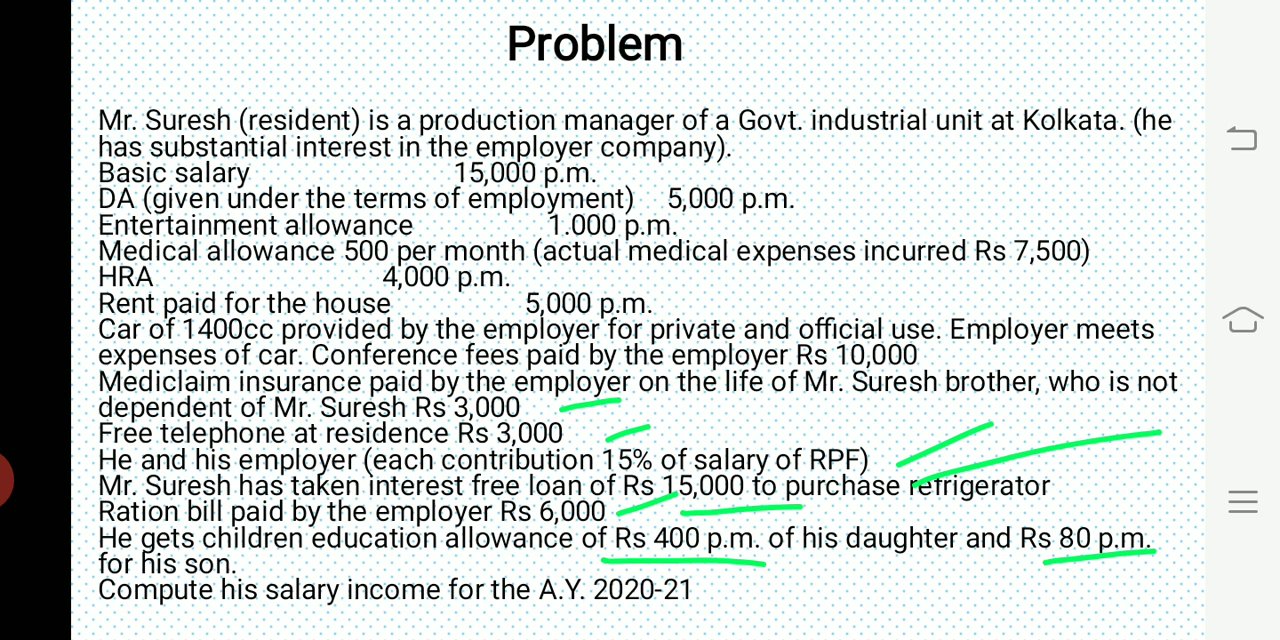 Problem
Mr. Suresh (resident) is a production manager of a Govt. industrial unit at Kolkata. (he
has substantial interest in the employer company).
Basic salary 15,000 p.m.
DA (given under the terms of employment) 5,000 p.m.
Entertainment allowance 1.000 p.m.
Medical allowance 500 per month (actual medical expenses incurred Rs 7,500)
HRA 4,000 p.m.
Rent paid for the house 5,000 p.m.
Car of 1400cc provided by the employer for private and official use. Employer meets
expenses of car. Conference fees paid by the employer Rs 10,000
Mediclaim insurance paid by the employer on the life of Mr. Suresh brother, who is not
dependent of Mr. Suresh Rs 3,000
Free telephone at residence Rs 3,000
He and his employer (each contribution 15% of salary of RPF)
Mr. Suresh has taken interest free loan of Rs 15,000 to purchase refrigerator
Ration bill paid by the employer Rs 6,000
He gets children education allowance of Rs 400 p.m. of his daughter and Rs 80 p.m.
for his son.
Compute his salary income for the A.Y. 2020-21